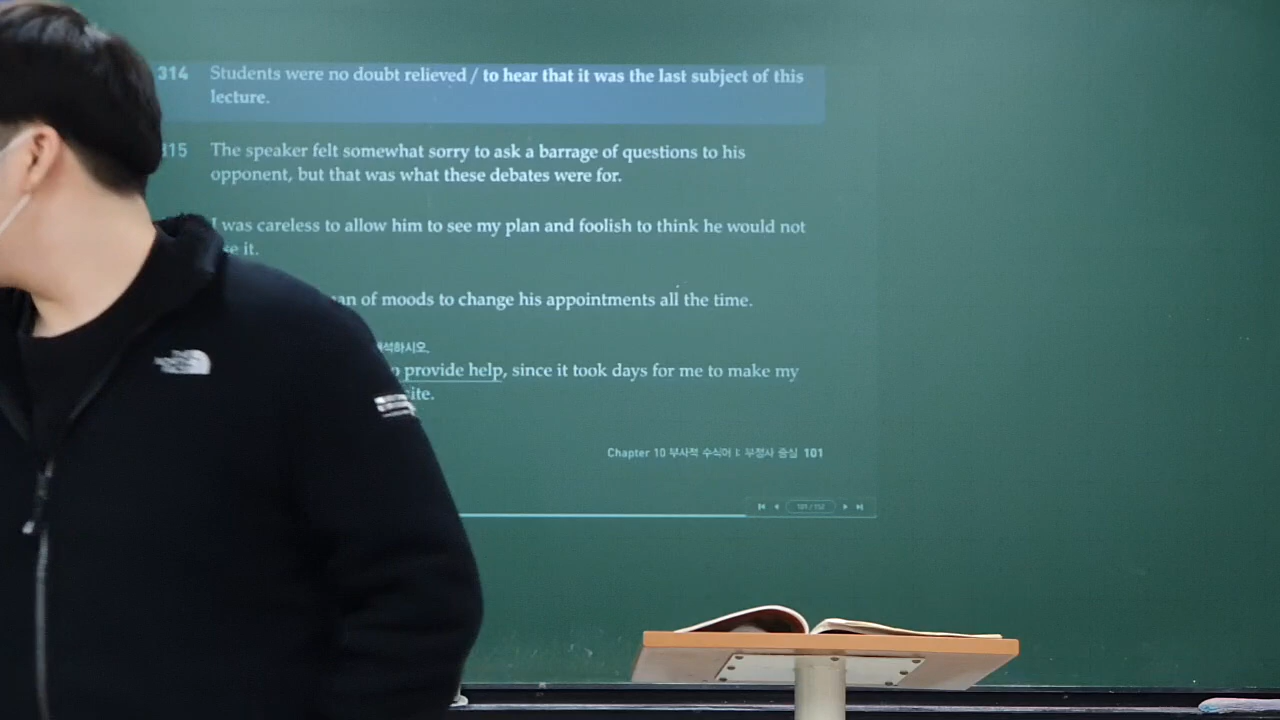 314 Students were no doubt relieved / to hear that it was the last subject of this
lecture.
315 The speaker felt somewhat sorry to ask a barrage of questions to his
opponent, but that was what these debates were for.
I was careless to allow him to see my plan and foolish to think he would not
it.
of moods to change his appointments all the time.
provide help, since it took days for me to make my
Chapter 10 부사적 수식어 I: 부정사 중심 101